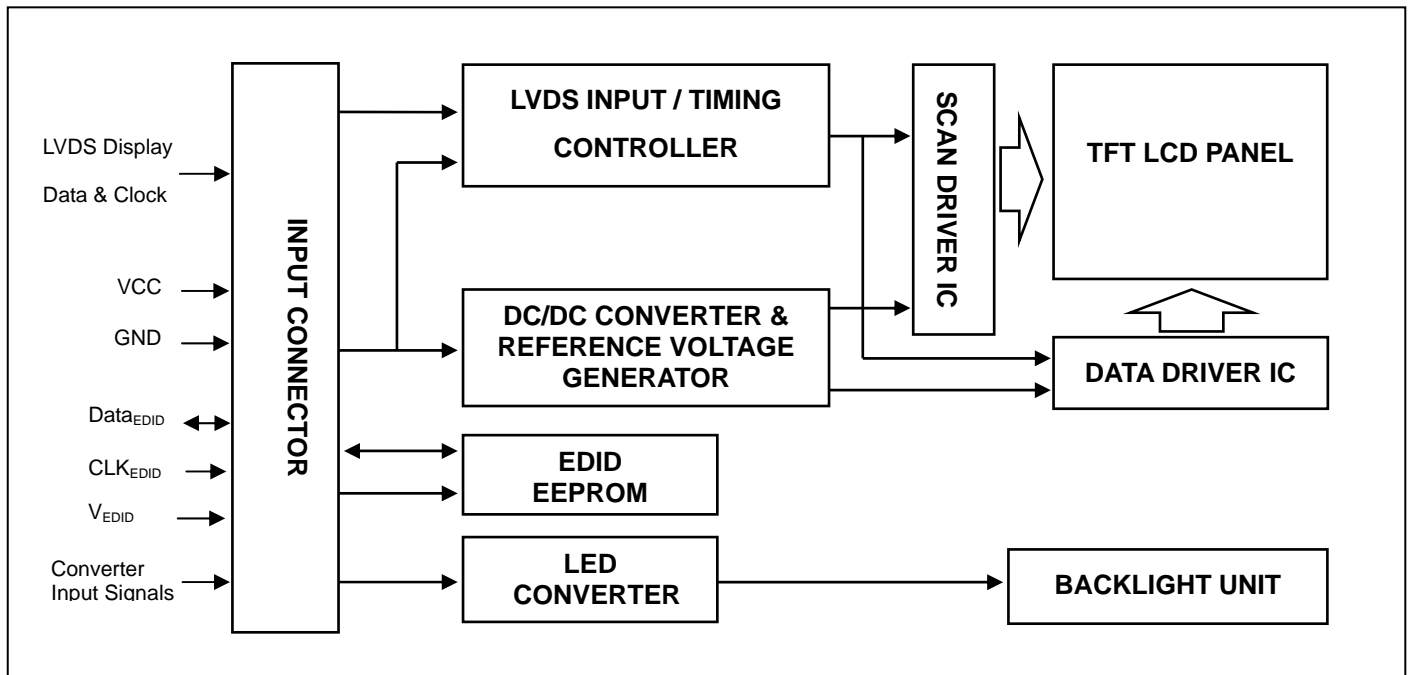 LVDS Display
Data & Clock
VCC
GND
DataEDID
CLKEDID
VEDID
Converter
Input Signals
INPUT CONNECTOR
LVDS INPUT / TIMING
CONTROLLER
DC/DC CONVERTER &
REFERENCE VOLTAGE
GENERATOR
EDID
EEPROM
LED
CONVERTER
SCAN DRIVER IC
TFT LCD PANEL
DATA DRIVER IC
BACKLIGHT UNIT